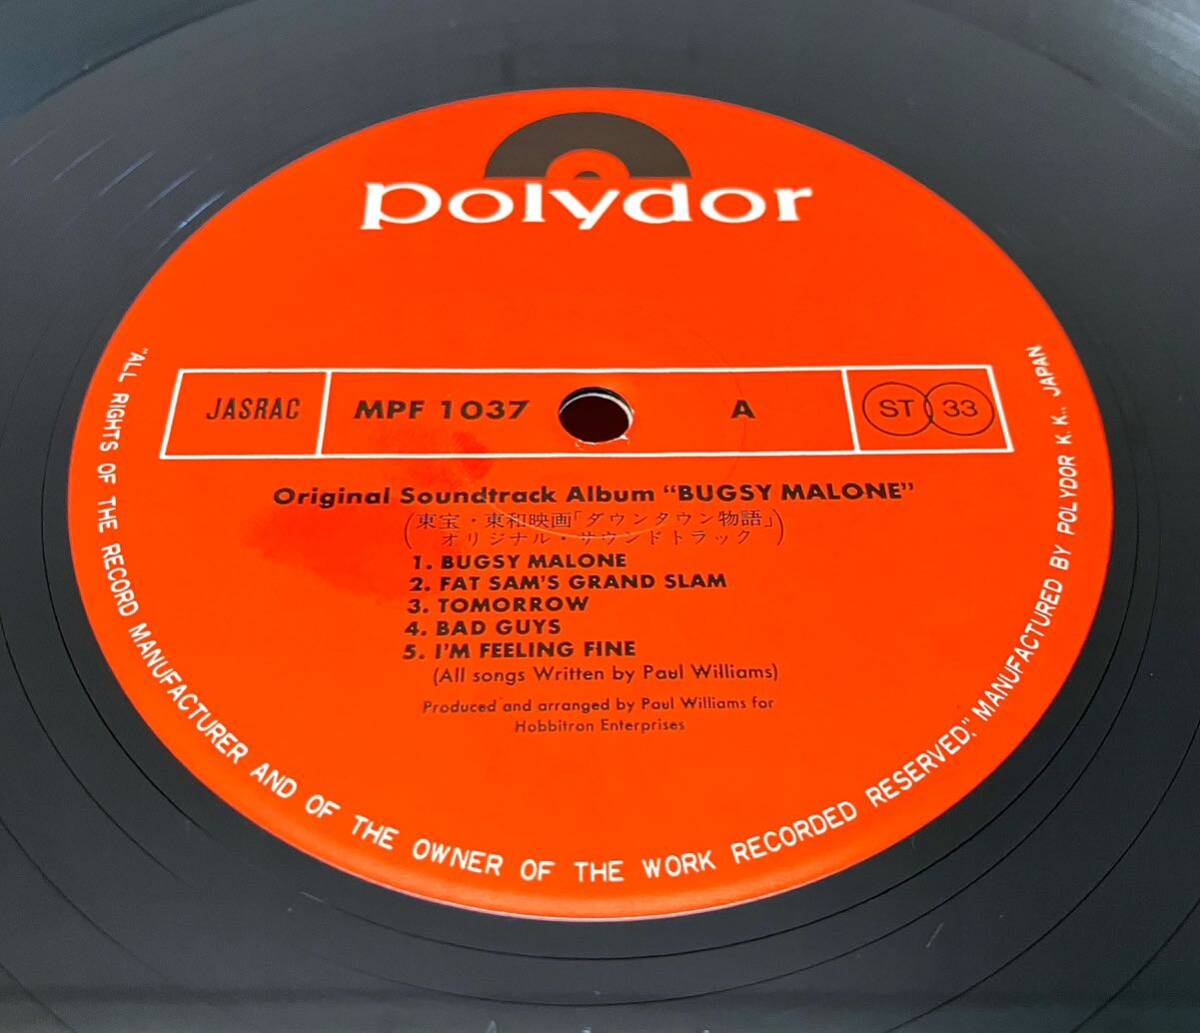 polydor
JASRAC
MPF 1037
A
ST 33
Original Soundtrack Album “BUGSY MALONE”
(東宝・東和映画「ダウンタウン物語」
オリジナル・サウンドトラック)
1. BUGSY MALONE
2. FAT SAM'S GRAND SLAM
3. TOMORROW
4. BAD GUYS
5. I'M FEELING FINE
(All songs Written by Paul Williams)
Produced and arranged by Paul Williams for
Hobbitron Enterprises
“ALL RIGHTS OF THE RECORD MANUFACTURER AND OF THE OWNER OF THE WORK RECORDED RESERVED,” MANUFACTURED BY POLYDOR K. K., JAPAN